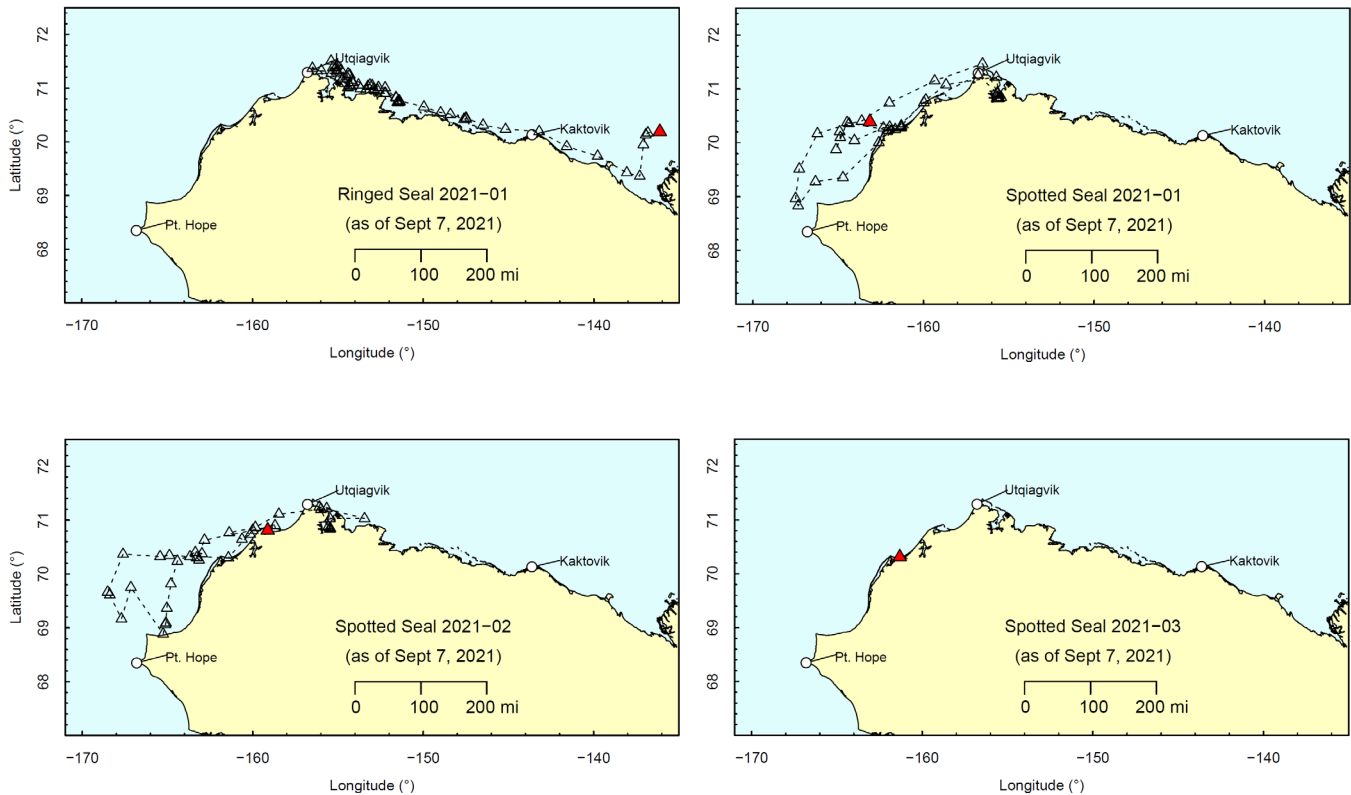 72
71
70
69
68
Latitude (°)
Utqiagvik
Kaktovik
Pt. Hope
Ringed Seal 2021−01
(as of Sept 7, 2021)
0 100 200 mi
−170 −160 −150 −140
Longitude (°)
72
71
70
69
68
Latitude (°)
Utqiagvik
Kaktovik
Pt. Hope
Spotted Seal 2021−01
(as of Sept 7, 2021)
0 100 200 mi
−170 −160 −150 −140
Longitude (°)
72
71
70
69
68
Latitude (°)
Utqiagvik
Kaktovik
Pt. Hope
Spotted Seal 2021−02
(as of Sept 7, 2021)
0 100 200 mi
−170 −160 −150 −140
Longitude (°)
72
71
70
69
68
Latitude (°)
Utqiagvik
Kaktovik
Pt. Hope
Spotted Seal 2021−03
(as of Sept 7, 2021)
0 100 200 mi
−170 −160 −150 −140
Longitude (°)